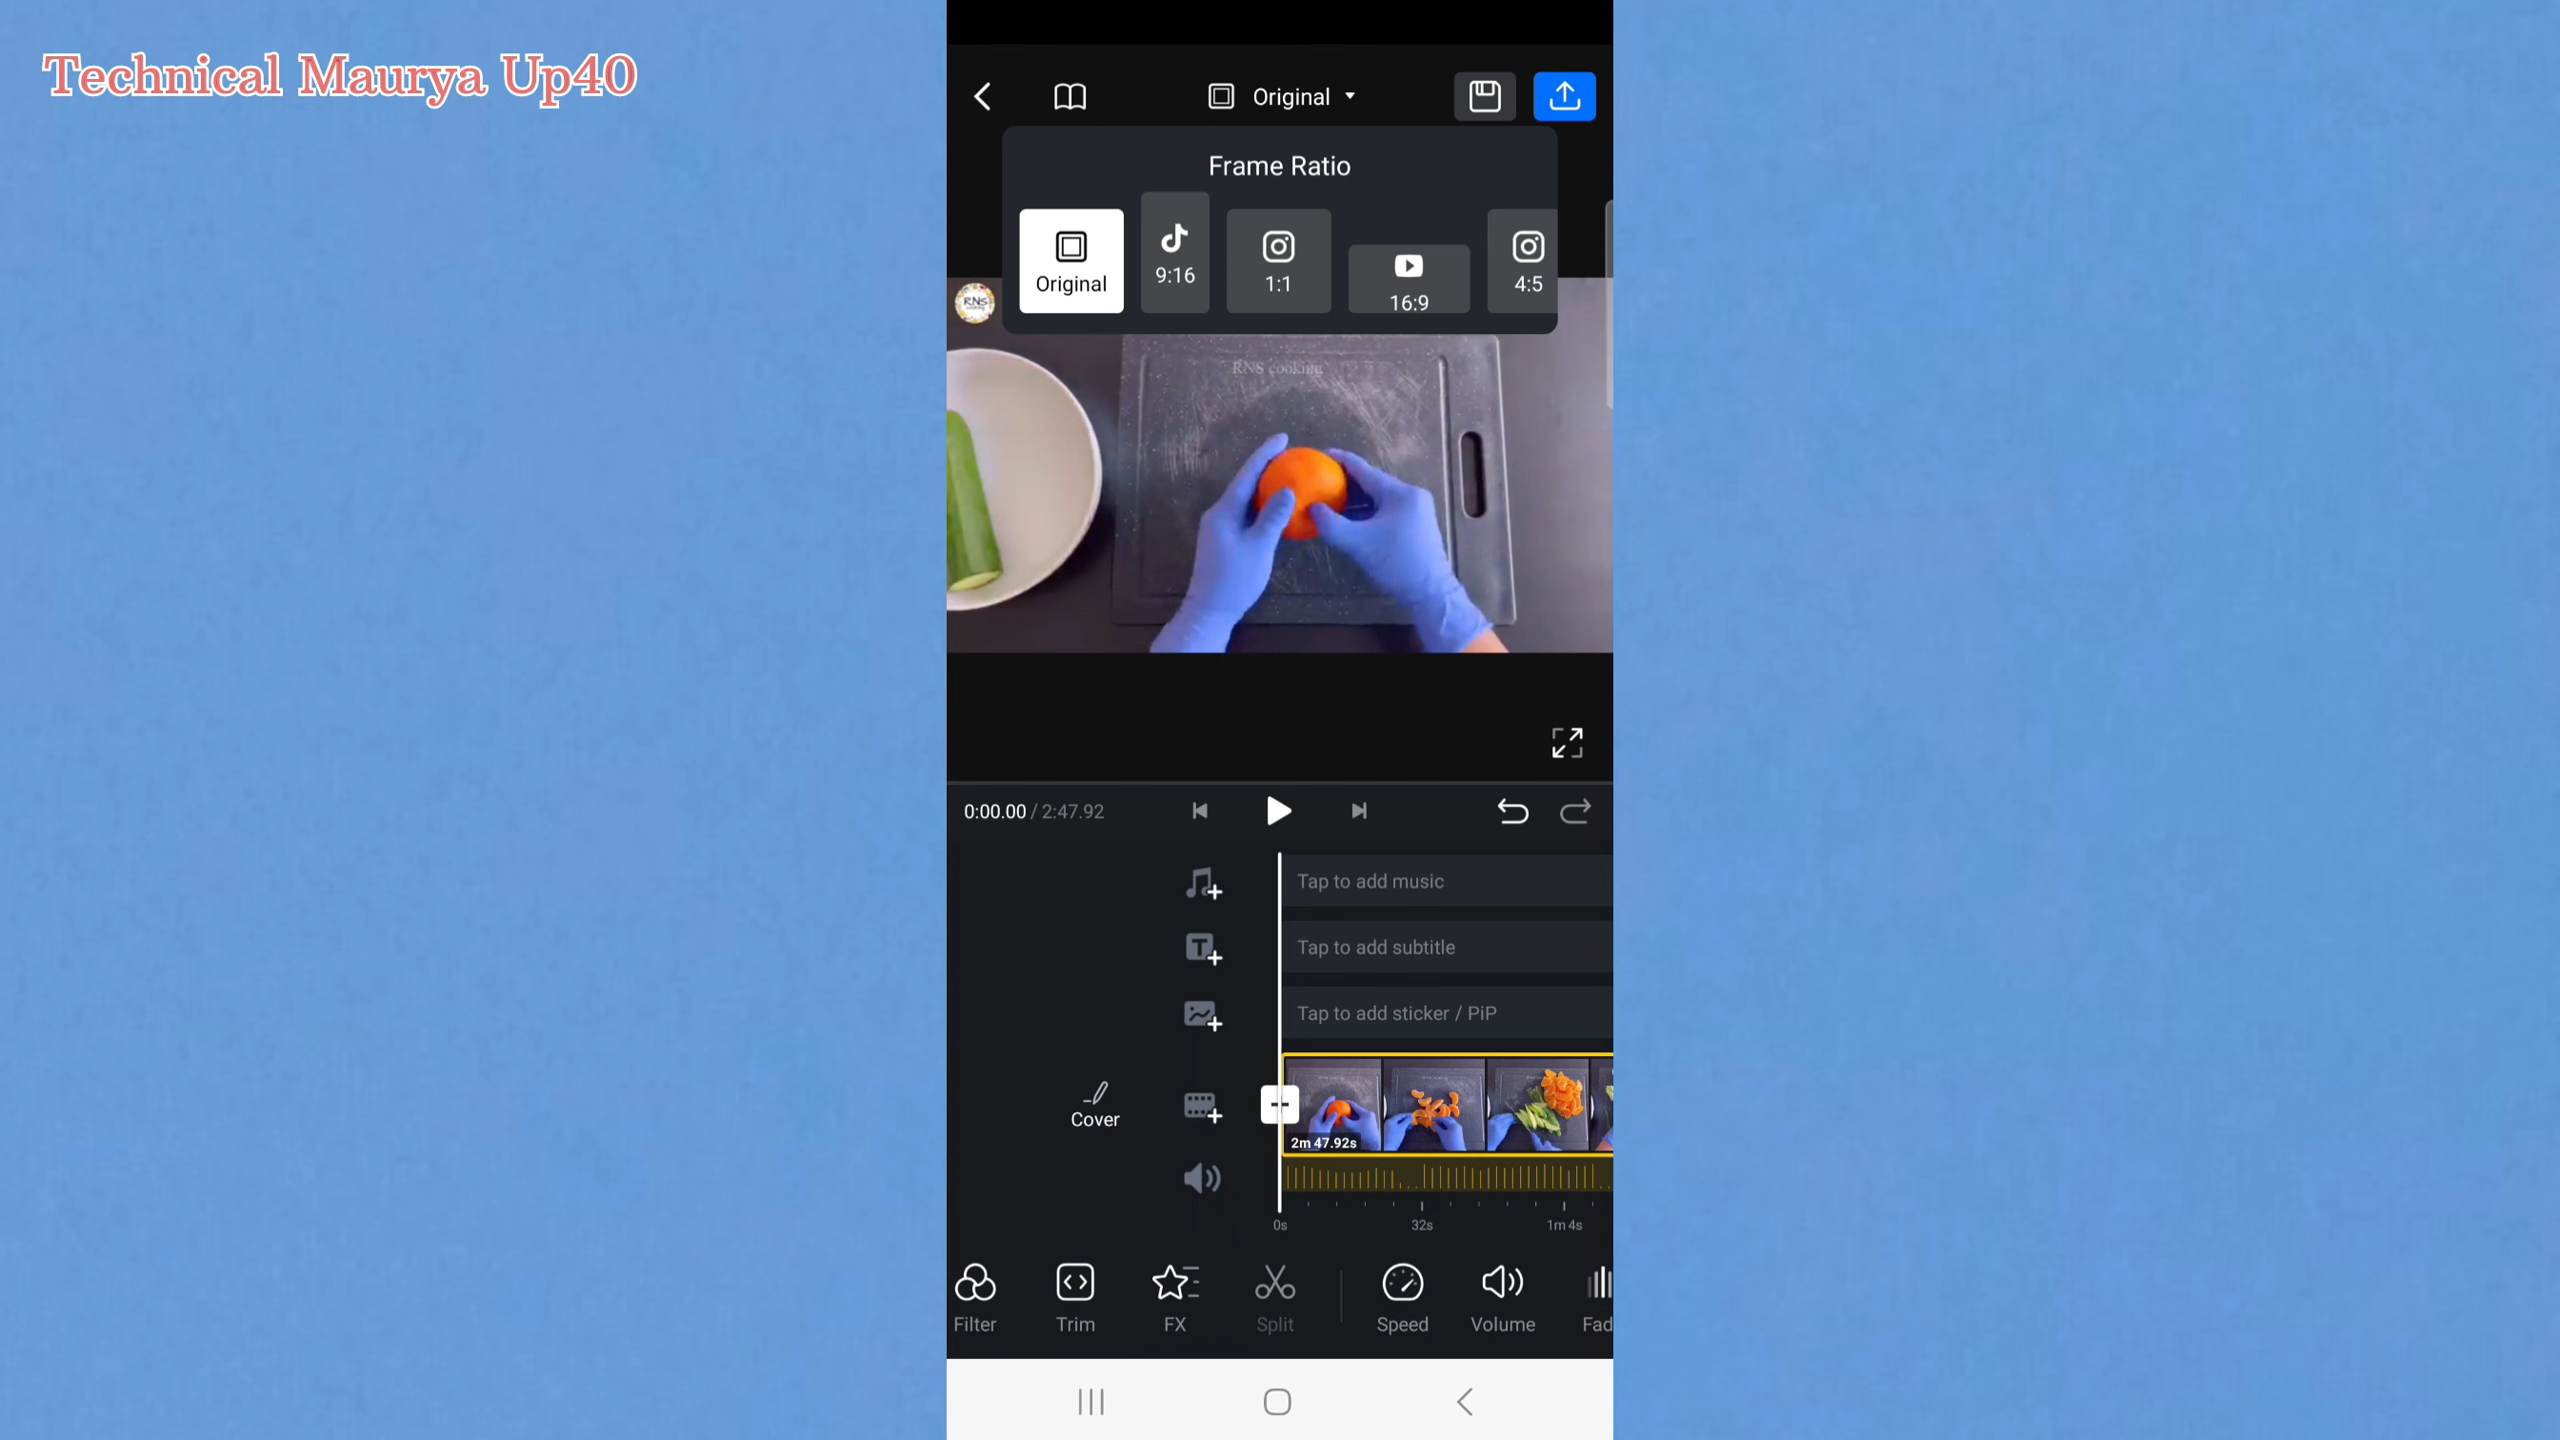 Technical Maurya Up40
Original
Frame Ratio
Original
9:16
1:1
16:9
4:5
RNS
RNS cooking
0:00.00 / 2:47.92
Tap to add music
Tap to add subtitle
Tap to add sticker / PiP
Cover
2m 47.92s
0s
32s
1m 4s
Filter
Trim
FX
Split
Speed
Volume
Fad